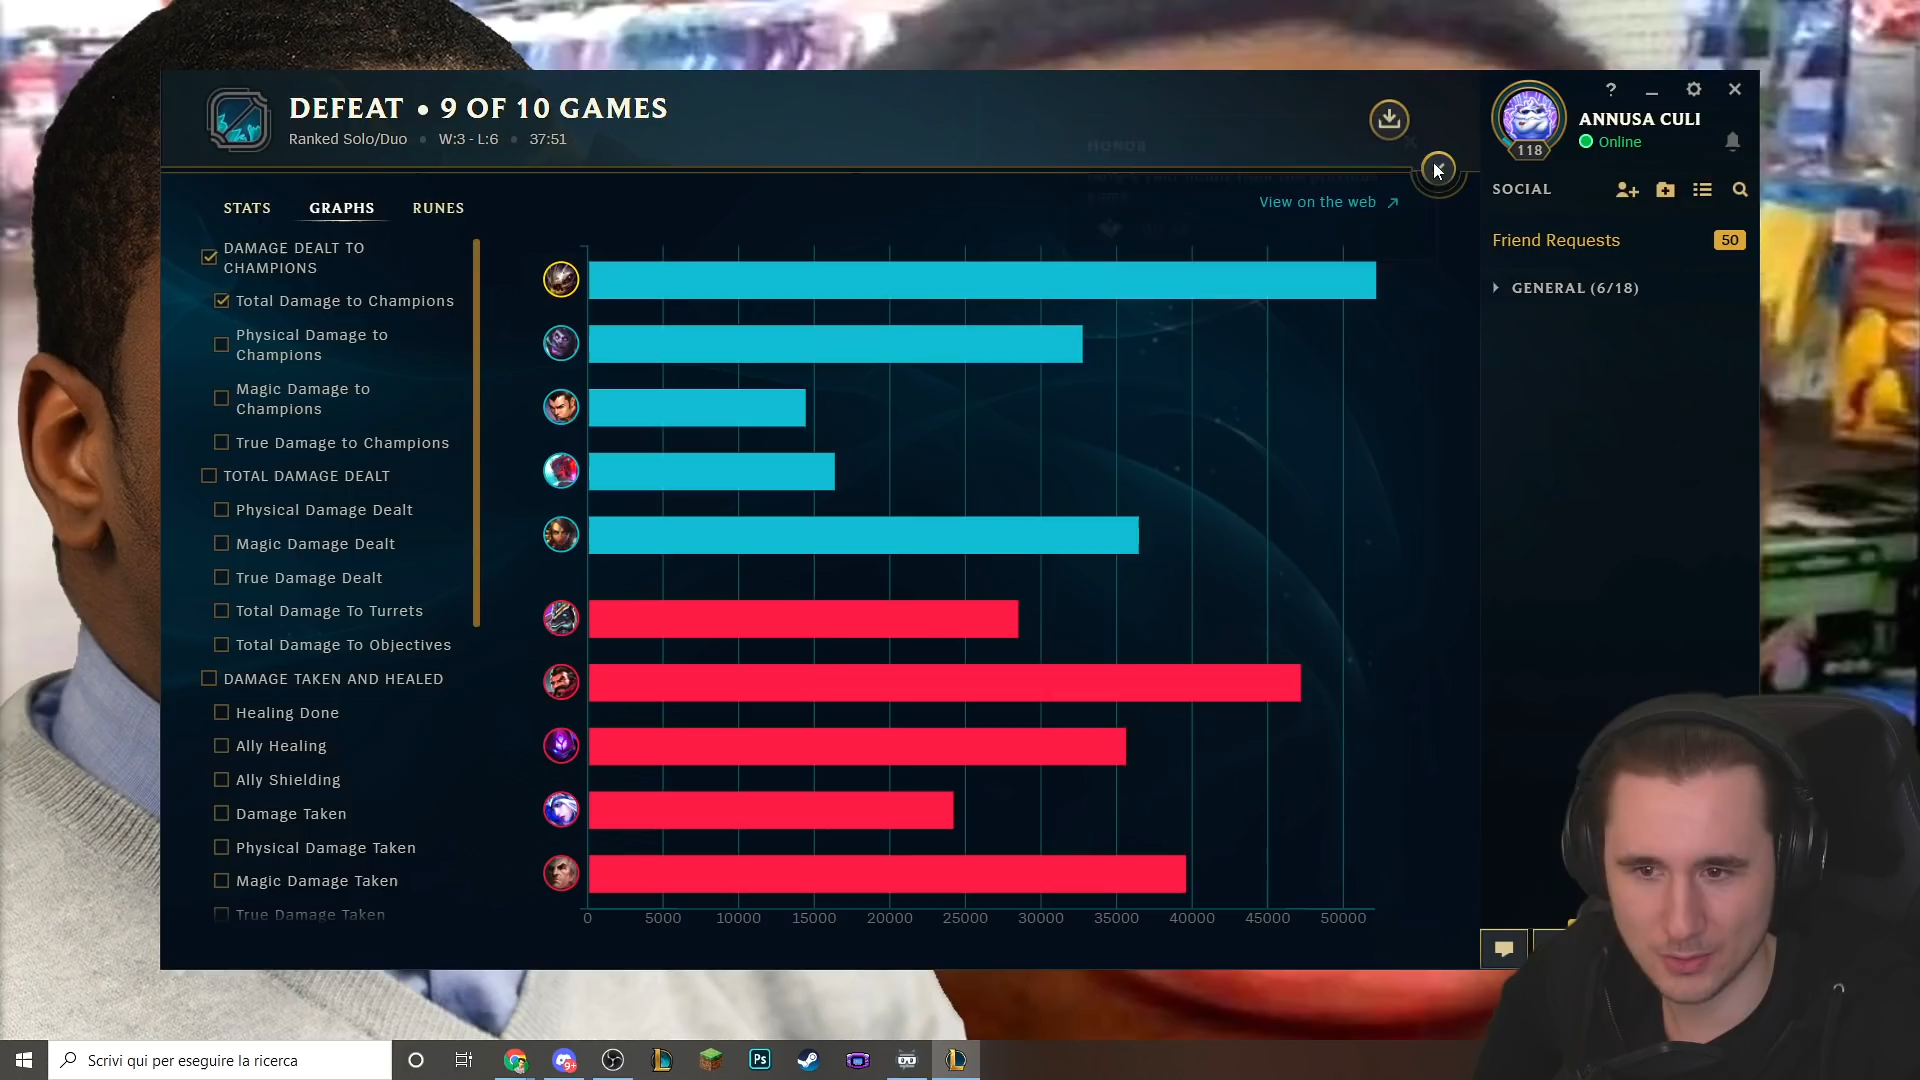 DEFEAT • 9 OF 10 GAMES
Ranked Solo/Duo • W:3 - L:6 • 37:51
HONOR
?
ANNUSA CULI
118
Online
SOCIAL
Friend Requests 50
GENERAL (6/18)
STATS GRAPHS RUNES
View on the web
DAMAGE DEALT TO
CHAMPIONS
Total Damage to Champions
Physical Damage to
Champions
Magic Damage to
Champions
True Damage to Champions
TOTAL DAMAGE DEALT
Physical Damage Dealt
Magic Damage Dealt
True Damage Dealt
Total Damage To Turrets
Total Damage To Objectives
DAMAGE TAKEN AND HEALED
Healing Done
Ally Healing
Ally Shielding
Damage Taken
Physical Damage Taken
Magic Damage Taken
True Damage Taken
0 5000 10000 15000 20000 25000 30000 35000 40000 45000 50000
Scrivi qui per eseguire la ricerca
9+
Ps